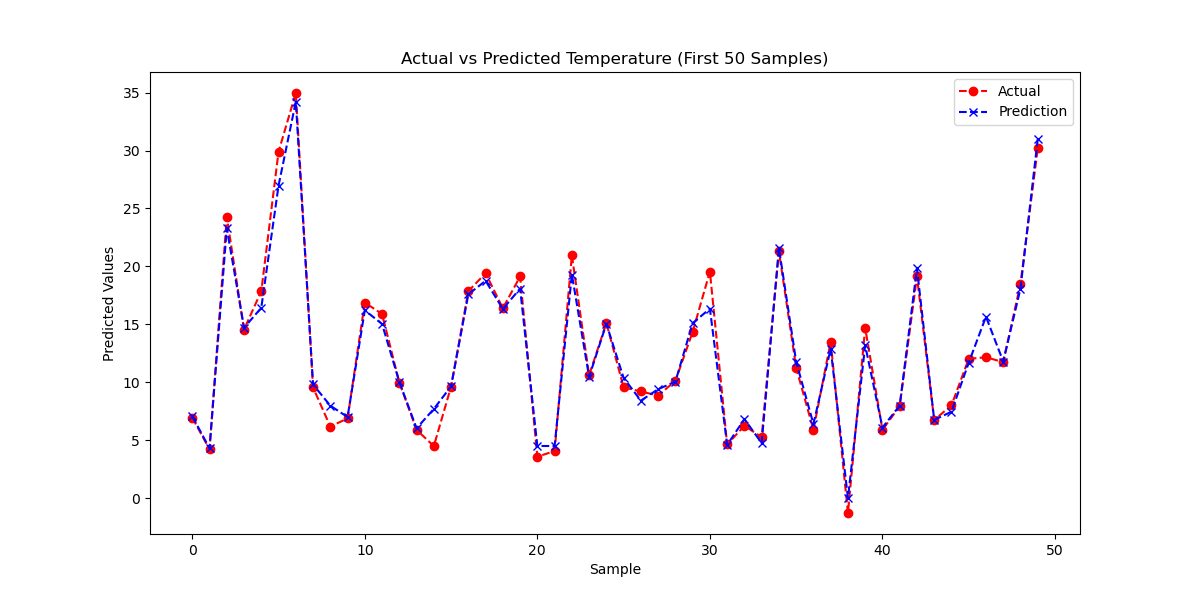 Actual vs Predicted Temperature (First 50 Samples)
Actual
Prediction
Predicted Values
35
30
25
20
15
10
5
0
0 10 20 30 40 50
Sample